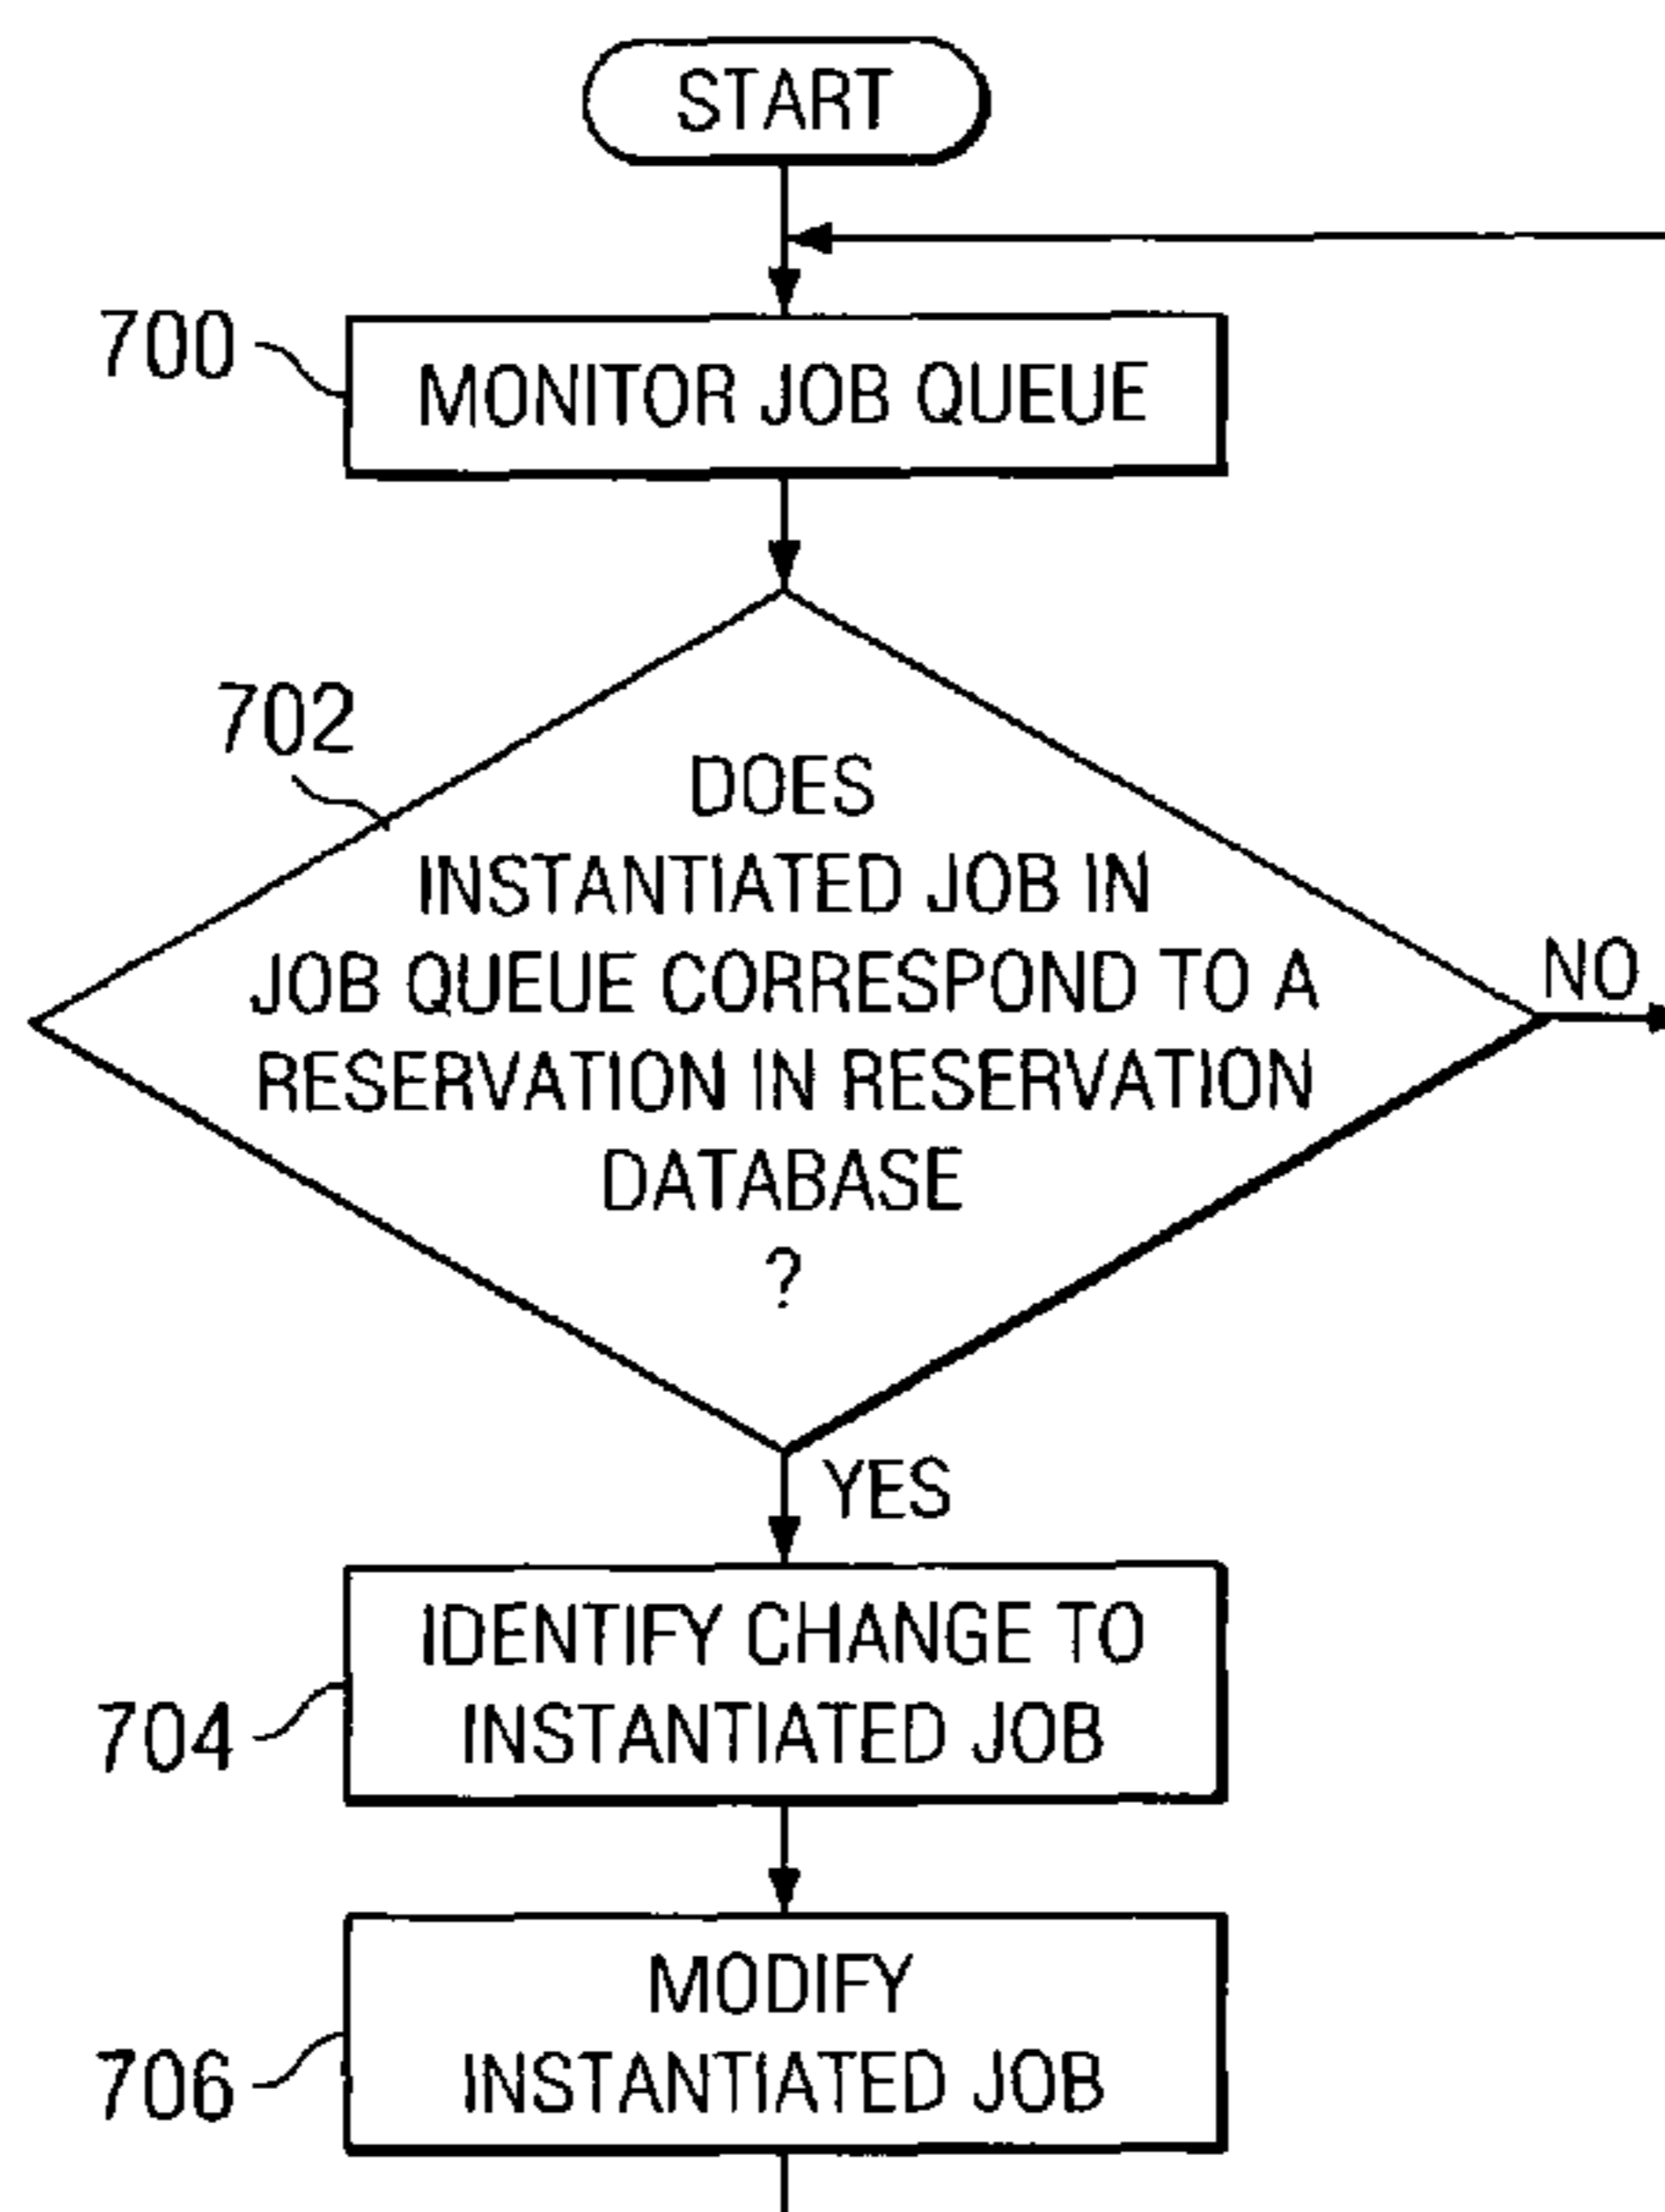 START
700
MONITOR JOB QUEUE
702
DOES
INSTANTIATED JOB IN
JOB QUEUE CORRESPOND TO A
RESERVATION IN RESERVATION
DATABASE
?
NO
YES
IDENTIFY CHANGE TO
INSTANTIATED JOB
704
MODIFY
INSTANTIATED JOB
706